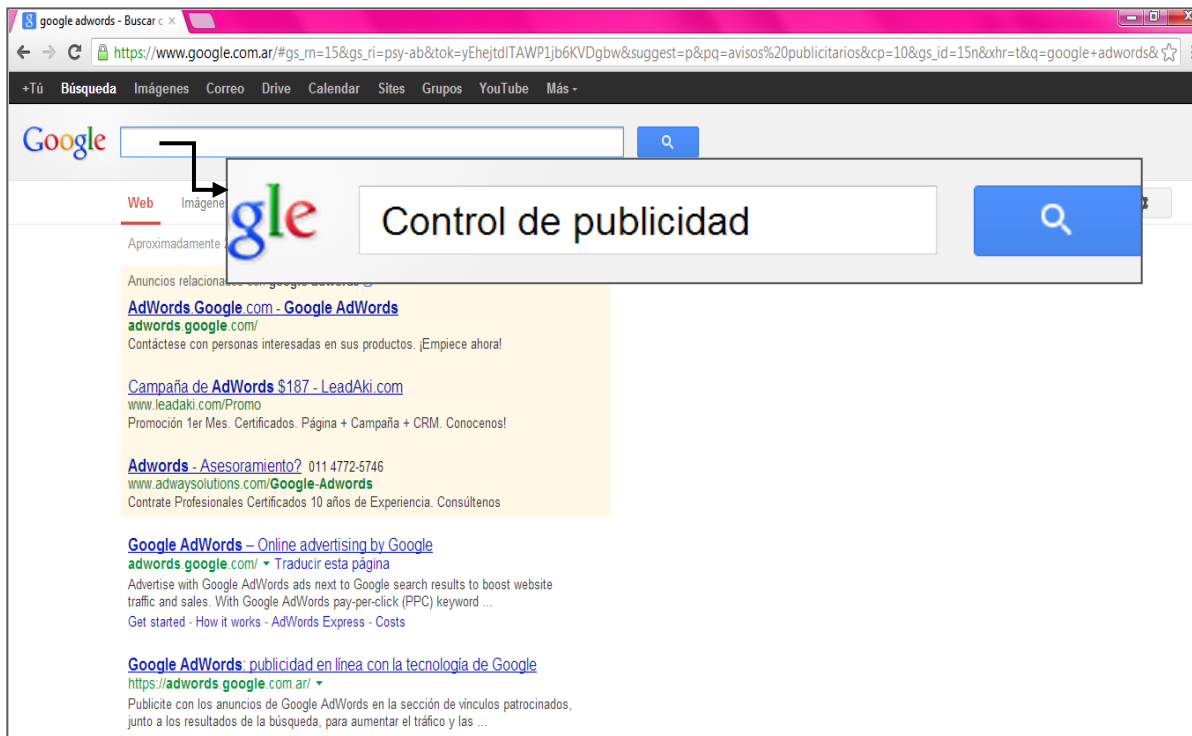 google adwords - Buscar c
https://www.google.com.ar/#gs_rn=15&gs_ri=psy-ab&tok=yEhejtdITAWP1jb6KVDgbw&suggest=p&pq=avisos%20publicitarios&cp=10&gs_id=15n&xhr=t&q=google+adwords&
+Tú Búsqueda Imágenes Correo Drive Calendar Sites Grupos YouTube Más
Google
gle Control de publicidad
Web Imágene
Aproximadamente
Anuncios relaciona
AdWords.Google.com - Google AdWords
adwords.google.com/
Contáctese con personas interesadas en sus productos. ¡Empiece ahora!
Campaña de AdWords $187 - LeadAki.com
www.leadaki.com/Promo
Promoción 1er Mes. Certificados. Página + Campaña + CRM. Conocenos!
Adwords - Asesoramiento? 011 4772-5746
www.adwaysolutions.com/Google-Adwords
Contrate Profesionales Certificados 10 años de Experiencia. Consúltenos
Google AdWords – Online advertising by Google
adwords.google.com/ Traducir esta página
Advertise with Google AdWords ads next to Google search results to boost website
traffic and sales. With Google AdWords pay-per-click (PPC) keyword ...
Get started - How it works - AdWords Express - Costs
Google AdWords: publicidad en línea con la tecnología de Google
https://adwords.google.com.ar/
Publicite con los anuncios de Google AdWords en la sección de vínculos patrocinados,
junto a los resultados de la búsqueda, para aumentar el tráfico y las ...